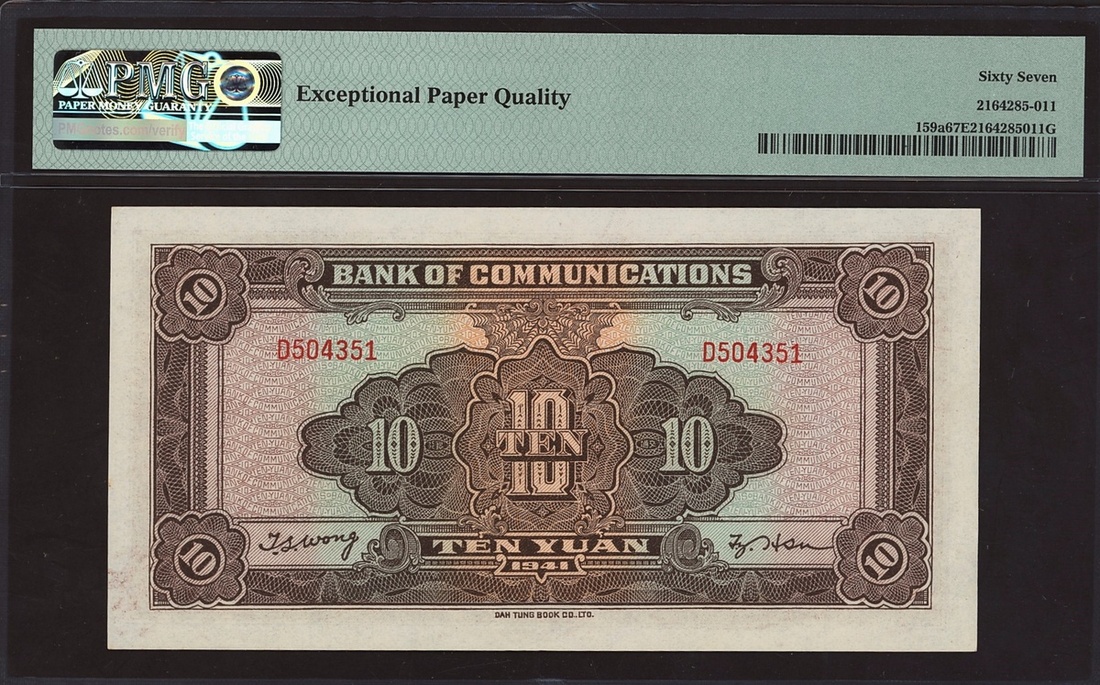 PMG
PAPER MONEY GUARANTY
PMGnotes.com/verify
Exceptional Paper Quality
Sixty Seven
2164285-011
159a67E2164285011G
10
BANK OF COMMUNICATIONS
10
D504351
D504351
10
10
TEN
10
10
T.S. Wong
TEN YUAN
1941
10
10
DAH TUNG BOOK CO., LTD.